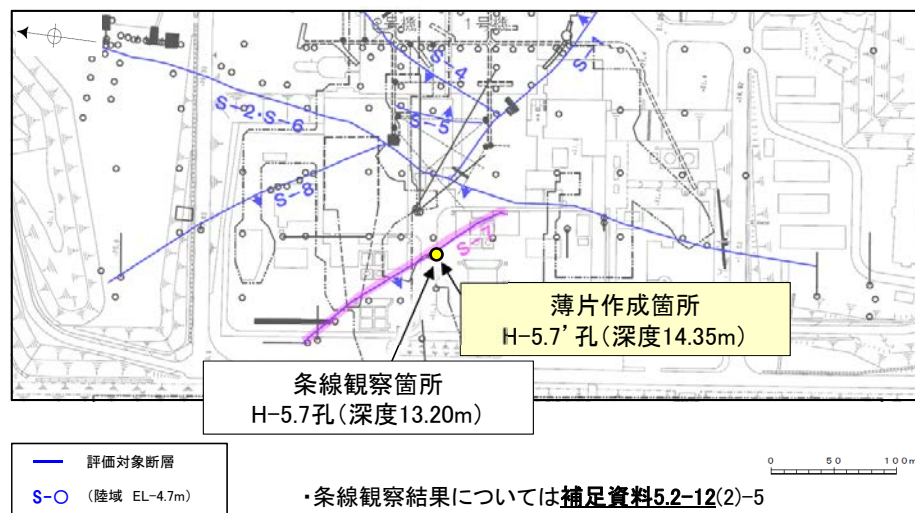 S-4
S-1
S-5
S-2・S-6
S-8
S-7
薄片作成箇所
H-5.7’孔(深度14.35m)
条線観察箇所
H-5.7孔(深度13.20m)
評価対象断層
S-○ (陸域 EL-4.7m)
0 50 100m
・条線観察結果については補足資料5.2-12(2)-5